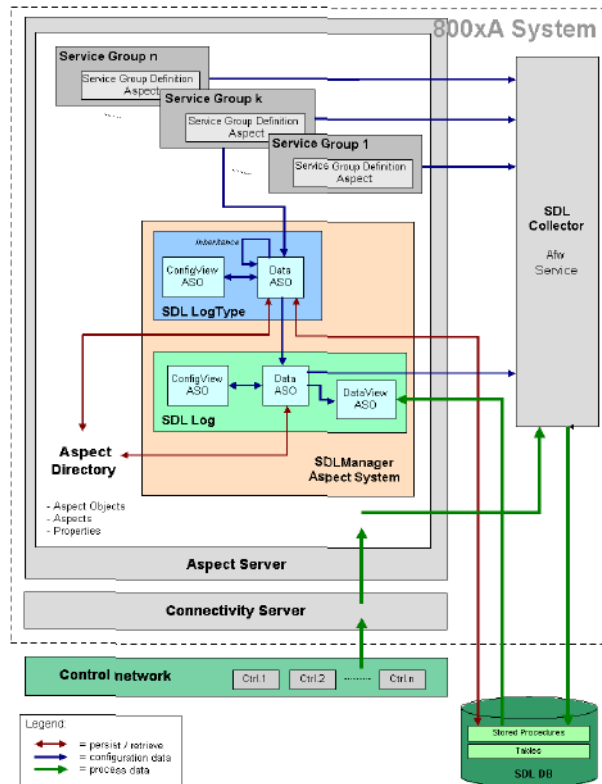 800xA System
Service Group n
Service Group Definition
Aspect
Service Group k
Service Group Definition
Aspect
Service Group 1
Service Group Definition
Aspect
SDL
Collector
Afw
Service
inheritance
ConfigView
ASO
Data
ASO
SDL LogType
ConfigView
ASO
Data
ASO
DataView
ASO
SDL Log
Aspect
Directory
SDLManager
Aspect System
- Aspect Objects
- Aspects
- Properties
Aspect Server
Connectivity Server
Control network
Ctrl.1
Ctrl.2
........
Ctrl.n
Legend:
= persist / retrieve
= configuration data
= process data
Stored Procedures
Tables
SDL DB